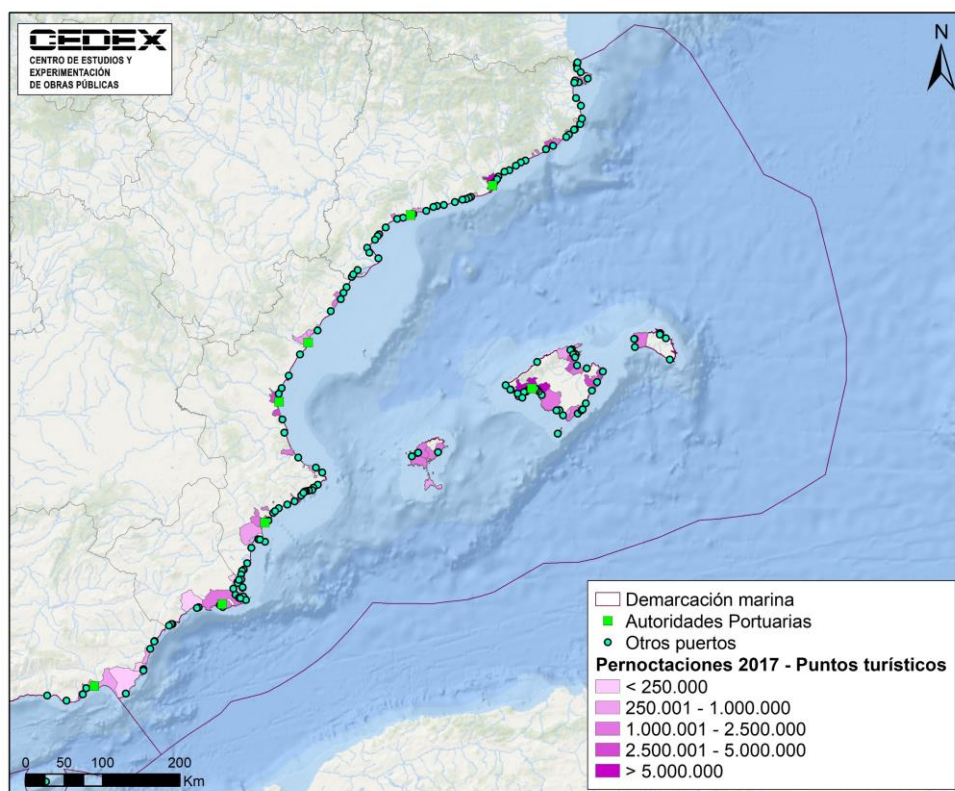 CEDEX
CENTRO DE ESTUDIOS Y
EXPERIMENTACIÓN
DE OBRAS PÚBLICAS
N
Demarcación marina
Autoridades Portuarias
Otros puertos
Pernoctaciones 2017 - Puntos turísticos
< 250.000
250.001 - 1.000.000
1.000.001 - 2.500.000
2.500.001 - 5.000.000
> 5.000.000
0 50 100 200
Km